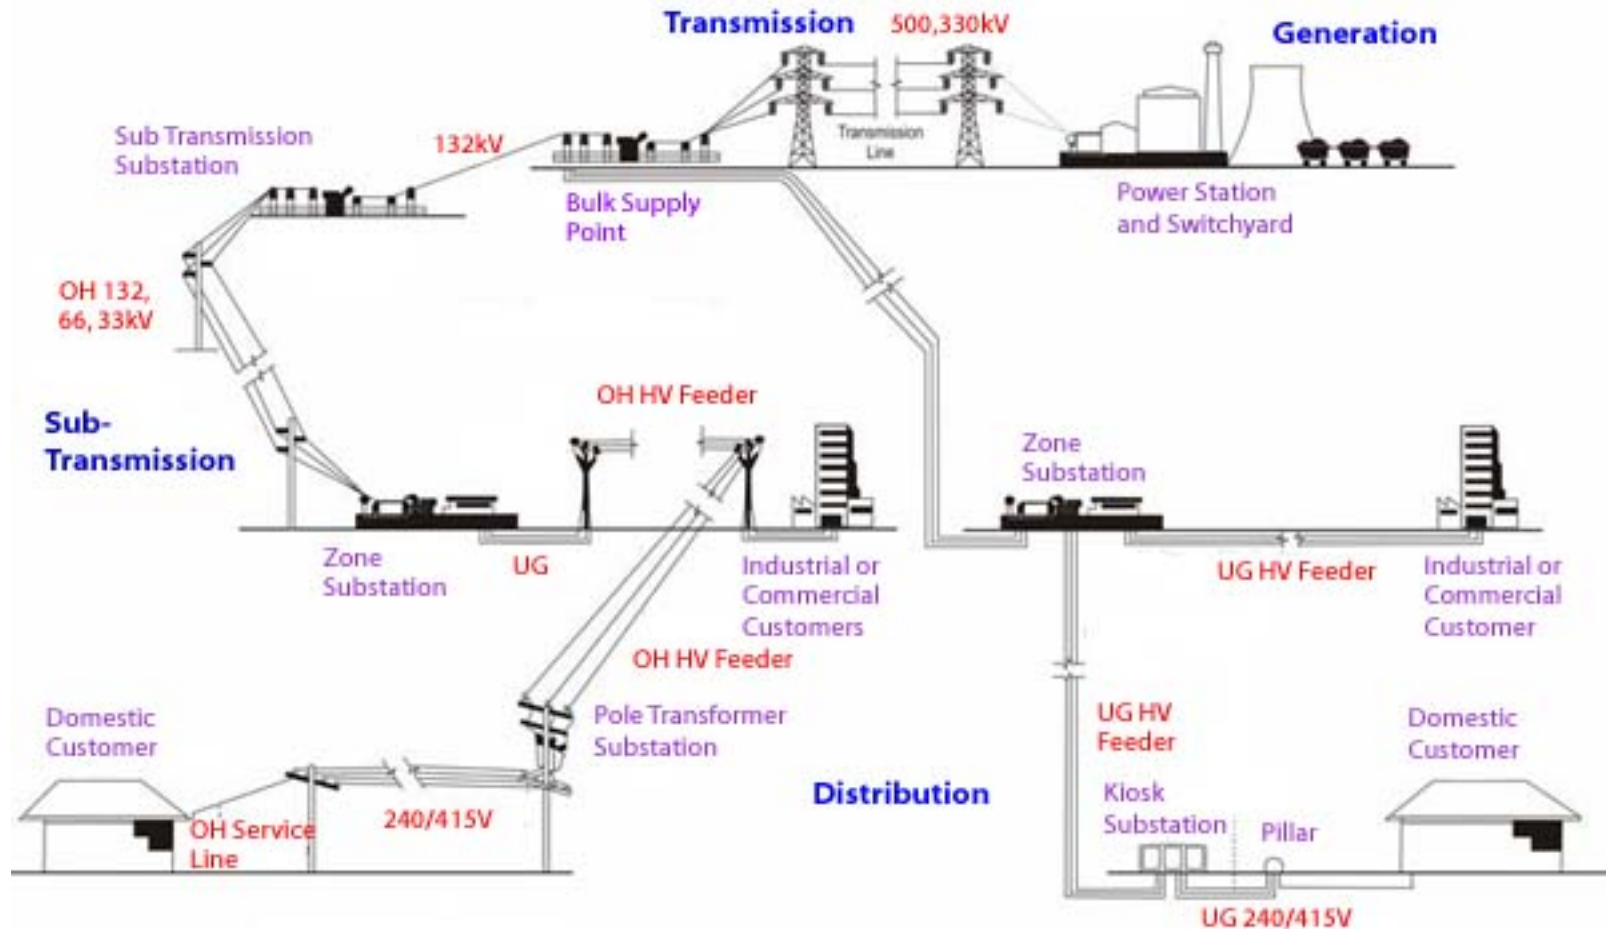 Transmission
500,330kV
Generation
Sub Transmission
Substation
132kV
Transmission
Line
Bulk Supply
Point
Power Station
and Switchyard
OH 132,
66, 33kV
OH HV Feeder
Sub-
Transmission
Zone
Substation
Zone
Substation
UG
Industrial or
Commercial
Customers
UG HV Feeder
Industrial or
Commercial
Customer
OH HV Feeder
Domestic
Customer
Pole Transformer
Substation
UG HV
Feeder
Domestic
Customer
Distribution
Kiosk
Substation
Pillar
OH Service
Line
240/415V
UG 240/415V